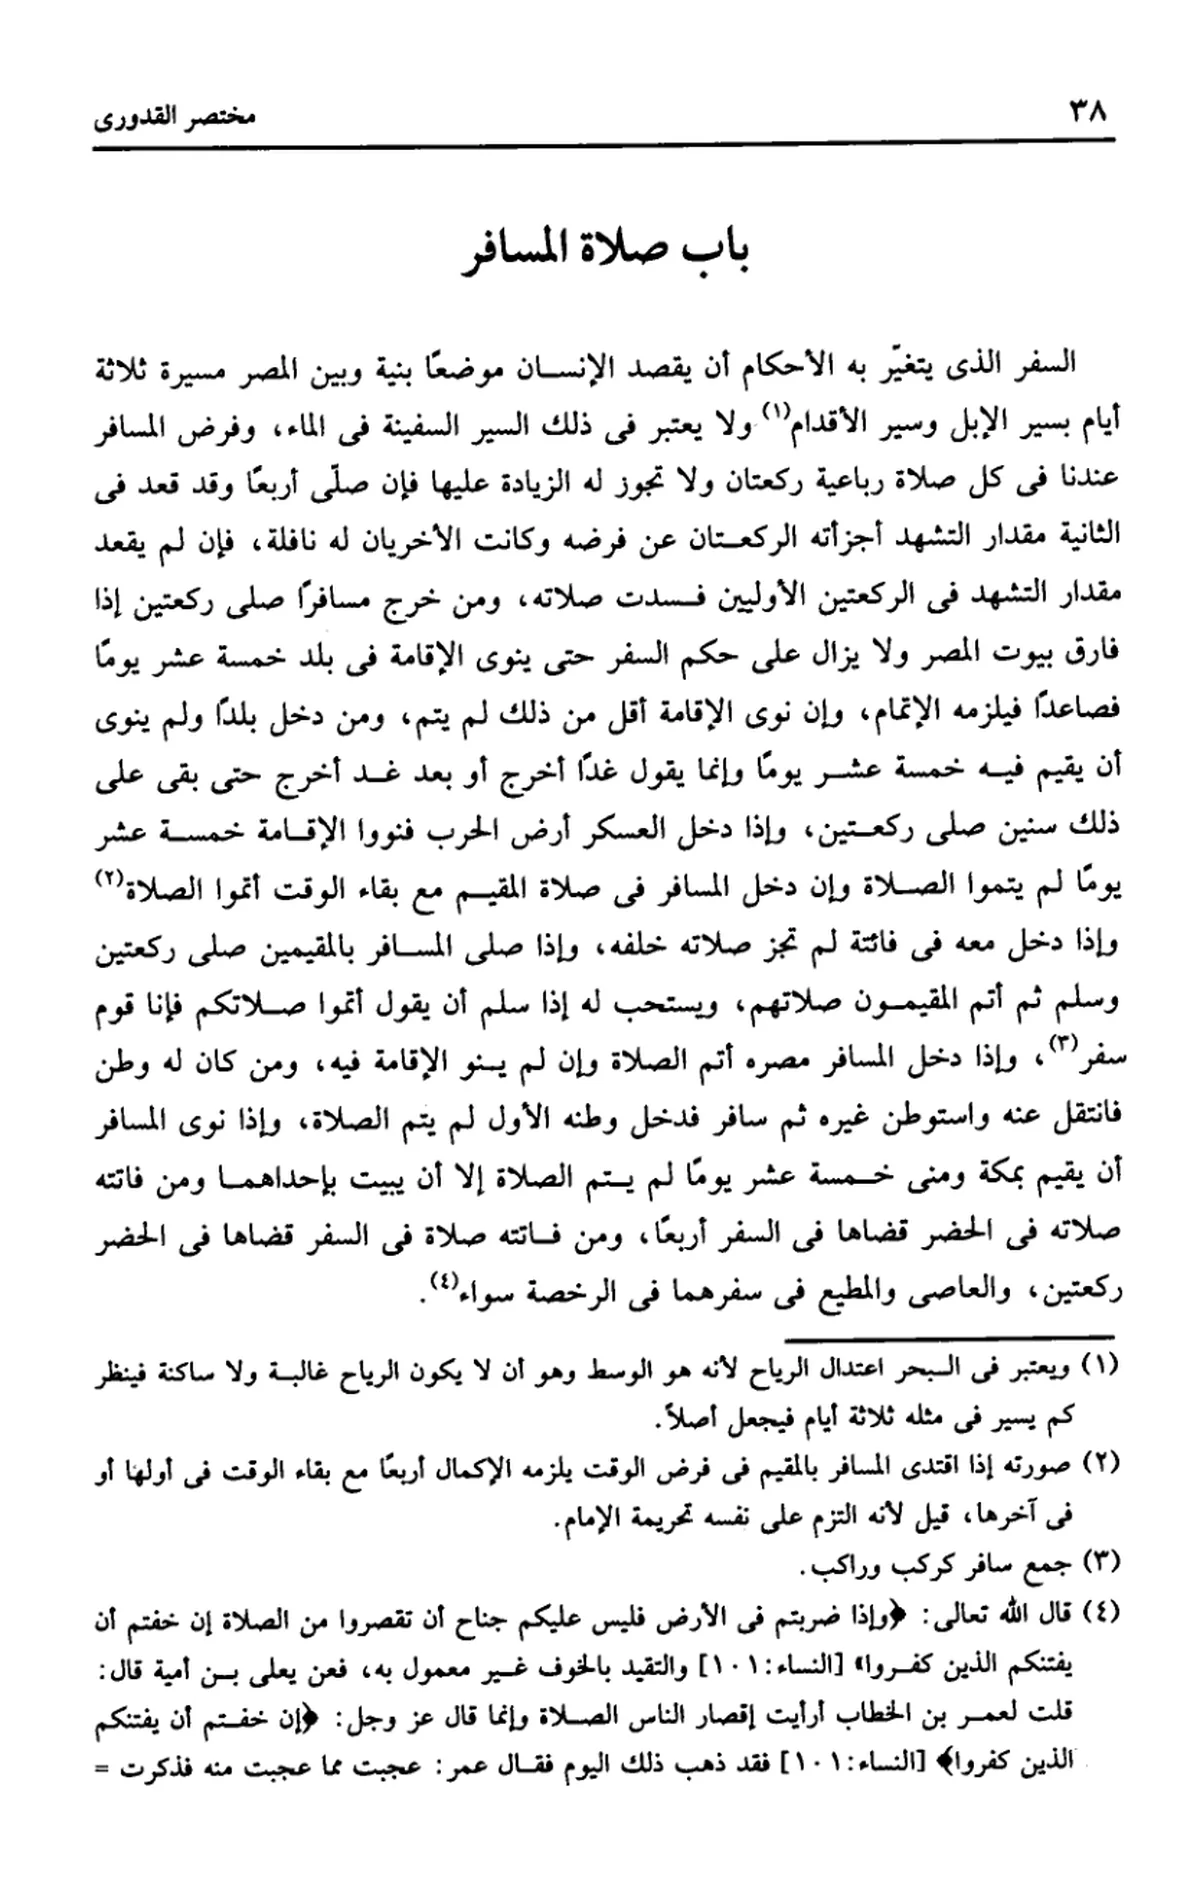 ٣٨
مختصر القدورى
باب صلاة المسافر
السفر الذى يتغيّر به الأحكام أن يقصد الإنسان موضعًا بنية وبين المصر مسيرة ثلاثة
أيام بسير الإبل وسير الأقدام(١) ولا يعتبر فى ذلك السير السفينة فى الماء، وفرض المسافر
عندنا فى كل صلاة رباعية ركعتان ولا تجوز له الزيادة عليها فإن صلّى أربعًا وقد قعد فى
الثانية مقدار التشهد أجزأته الركعتان عن فرضه وكانت الأخريان له نافلة، فإن لم يقعد
مقدار التشهد فى الركعتين الأوليين فسدت صلاته، ومن خرج مسافرًا صلى ركعتين إذا
فارق بيوت المصر ولا يزال على حكم السفر حتى ينوى الإقامة فى بلد خمسة عشر يومًا
فصاعدًا فيلزمه الإتمام، وإن نوى الإقامة أقل من ذلك لم يتم، ومن دخل بلدًا ولم ينوى
أن يقيم فيه خمسة عشر يومًا وإنما يقول غدًا أخرج أو بعد غد أخرج حتى بقى على
ذلك سنين صلى ركعتين، وإذا دخل العسكر أرض الحرب فنووا الإقامة خمسة عشر
يومًا لم يتموا الصلاة وإن دخل المسافر فى صلاة المقيم مع بقاء الوقت أتموا الصلاة(٢)
وإذا دخل معه فى فائتة لم تجز صلاته خلفه، وإذا صلى المسافر بالمقيمين صلى ركعتين
وسلم ثم أتم المقيمون صلاتهم، ويستحب له إذا سلم أن يقول أتموا صلاتكم فإنا قوم
سفر(٣)، وإذا دخل المسافر مصره أتم الصلاة وإن لم ينو الإقامة فيه، ومن كان له وطن
فانتقل عنه واستوطن غيره ثم سافر فدخل وطنه الأول لم يتم الصلاة، وإذا نوى المسافر
أن يقيم بمكة ومنى خمسة عشر يومًا لم يتم الصلاة إلا أن يبيت بإحداهما ومن فاتته
صلاته فى الحضر قضاها فى السفر أربعًا، ومن فاتته صلاة فى السفر قضاها فى الحضر
ركعتين، والعاصى والمطيع فى سفرهما فى الرخصة سواء(٤).
(١) ويعتبر فى البحر اعتدال الرياح لأنه هو الوسط وهو أن لا يكون الرياح غالبة ولا ساكنة فينظر
كم يسير فى مثله ثلاثة أيام فيجعل أصلاً.
(٢) صورته إذا اقتدى المسافر بالمقيم فى فرض الوقت يلزمه الإكمال أربعًا مع بقاء الوقت فى أولها أو
فى آخرها، قيل لأنه التزم على نفسه تحريمة الإمام.
(٣) جمع سافر كركب وراكب.
(٤) قال الله تعالى: ﴿وإذا ضربتم فى الأرض فليس عليكم جناح أن تقصروا من الصلاة إن خفتم أن
يفتنكم الذين كفروا﴾ [النساء:١٠١] والتقيد بالخوف غير معمول به، فعن يعلى بن أمية قال:
قلت لعمر بن الخطاب أرأيت إقصار الناس الصلاة وإنما قال عز وجل: ﴿إن خفتم أن يفتنكم
الذين كفروا﴾ [النساء:١٠١] فقد ذهب ذلك اليوم فقال عمر: عجبت مما عجبت منه فذكرت =